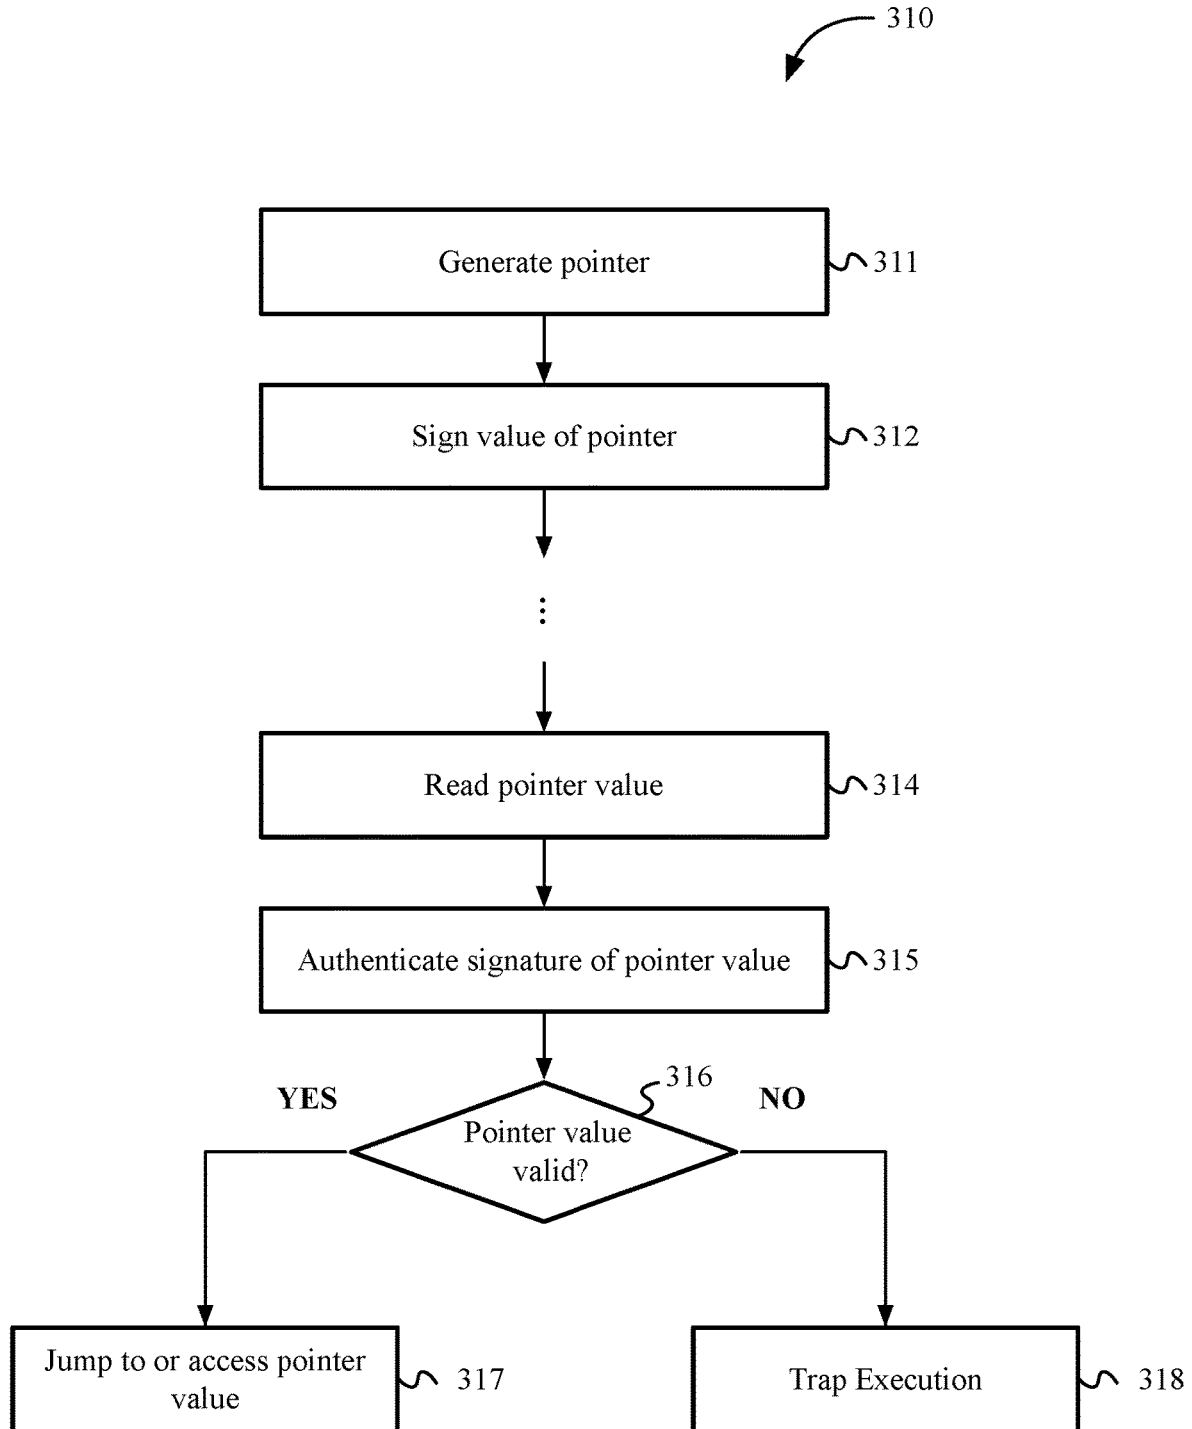 310
Generate pointer
311
Sign value of pointer
312
⋮
Read pointer value
314
Authenticate signature of pointer value
315
316
YES
NO
Pointer value
valid?
Jump to or access pointer
value
317
Trap Execution
318